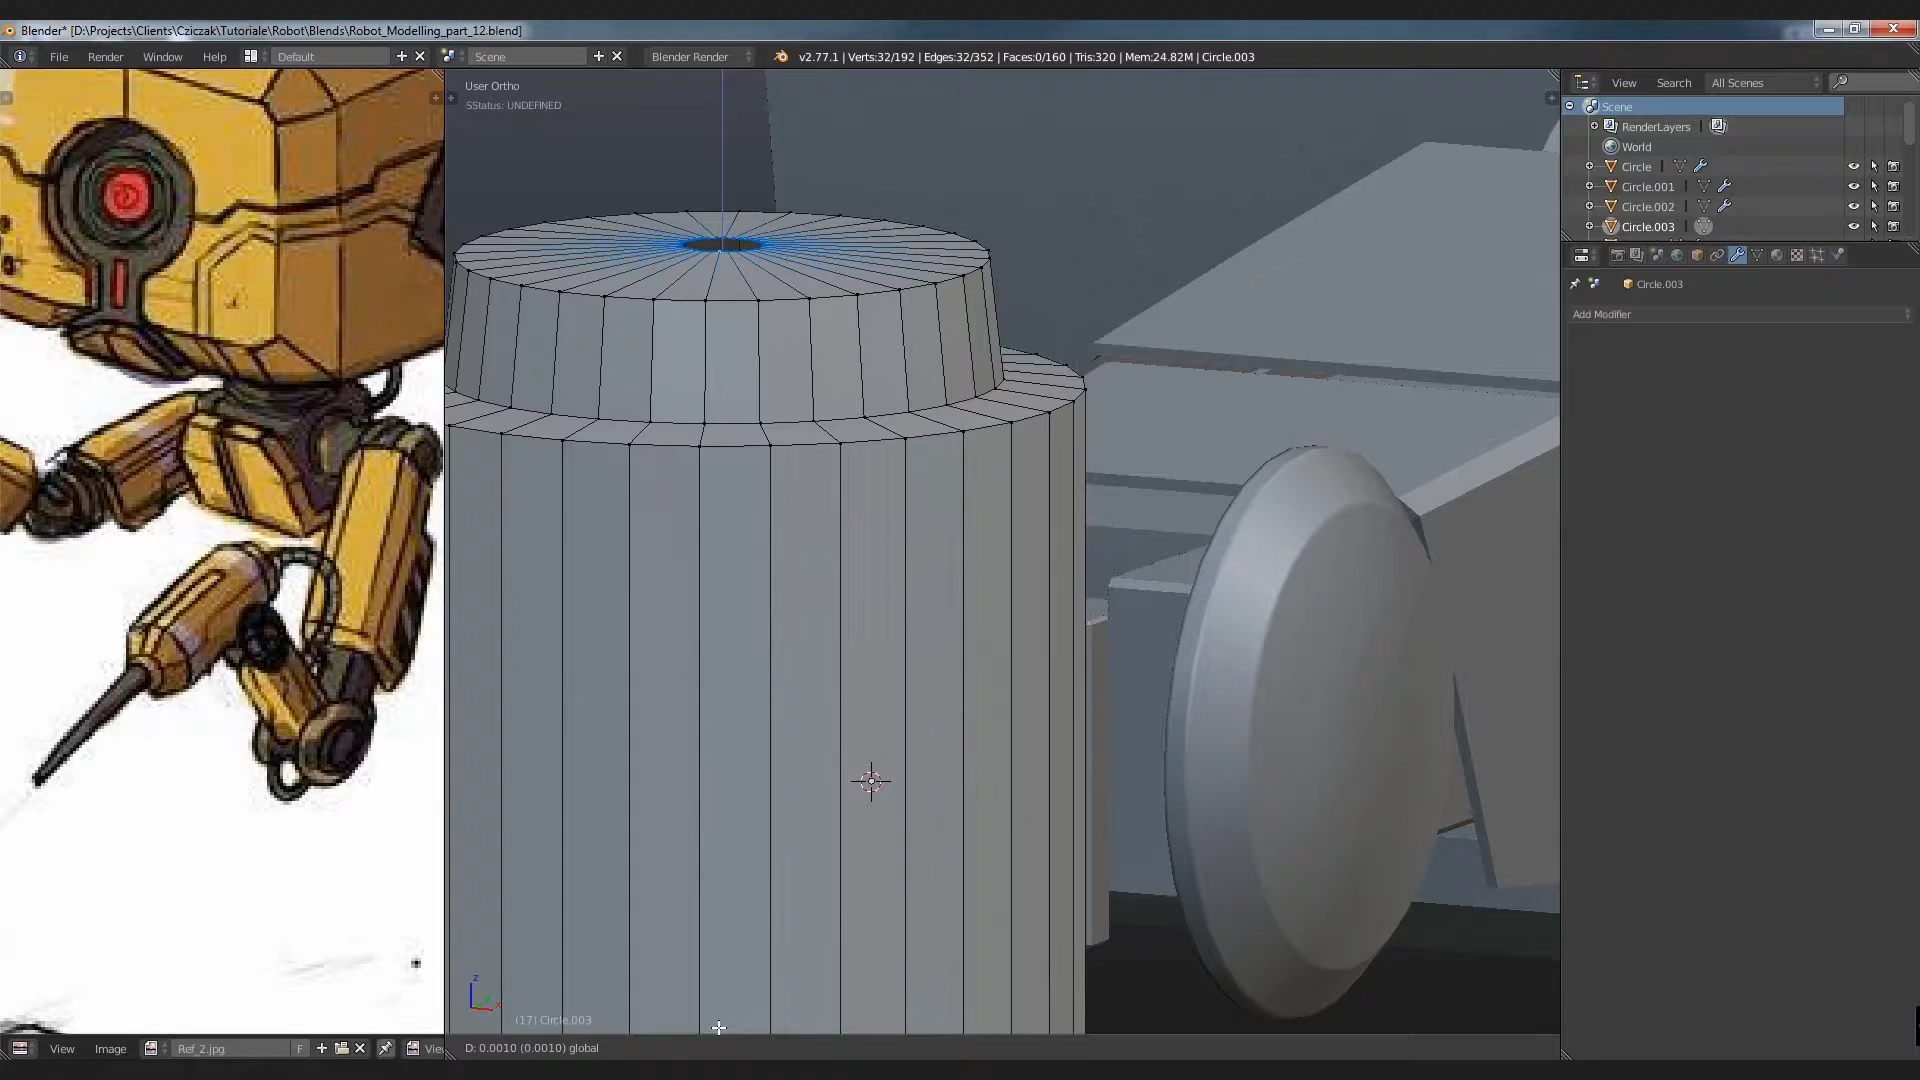 Blender* [D:\Projects\Clients\Cziczak\Tutoriale\Robot\Blends\Robot_Modelling_part_12.blend]
File Render Window Help Default Scene Blender Render v2.77.1 | Verts:32/192 | Edges:32/352 | Faces:0/160 | Tris:320 | Mem:24.82M | Circle.003
User Ortho
SStatus: UNDEFINED
View Search All Scenes
Scene
RenderLayers
World
Circle
Circle.001
Circle.002
Circle.003
Circle.003
Add Modifier
z
x
(17) Circle.003
View Image Ref_2.jpg F Vie
D: 0.0010 (0.0010) global